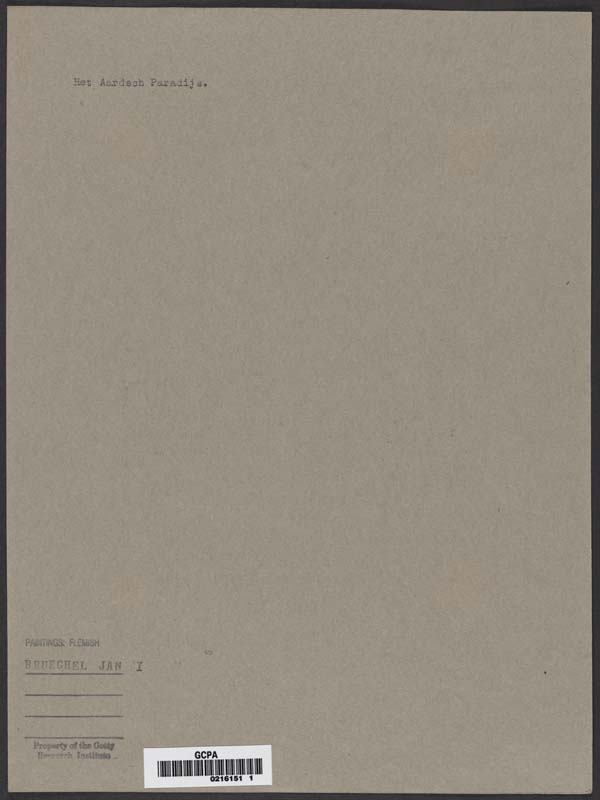 Het Aardsch Paradijs.
PAINTINGS: FLEMISH
BRUEGHEL JAN I
Property of the Getty
Research Institute
GCPA
0216151 1